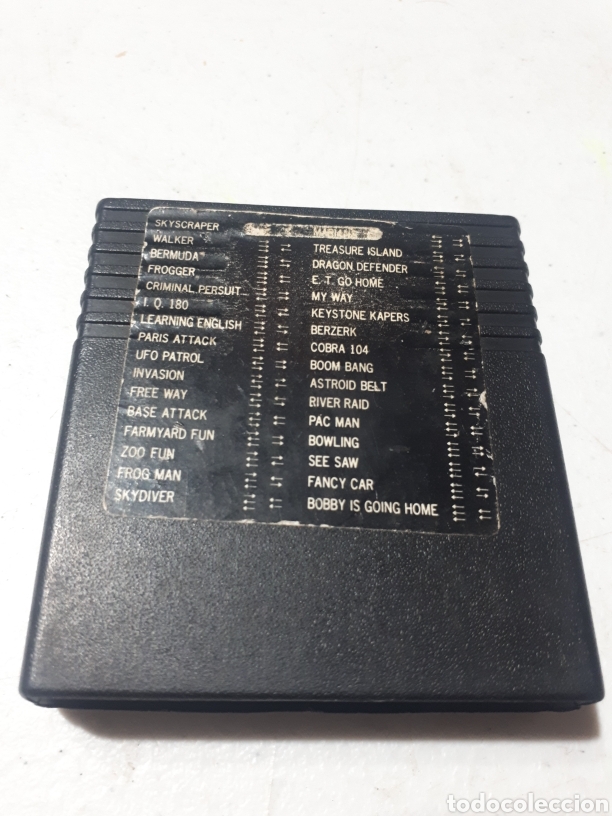 SKYSCRAPER
WALKER
BERMUDA
FROGGER
CRIMINAL PERSUIT
I. Q. 180
LEARNING ENGLISH
PARIS ATTACK
UFO PATROL
INVASION
FREE WAY
BASE ATTACK
FARMYARD FUN
ZOO FUN
FROG MAN
SKYDIVER
TREASURE ISLAND
DRAGON DEFENDER
E. T. GO HOME
MY WAY
KEYSTONE KAPERS
BERZERK
COBRA 104
BOOM BANG
ASTROID BELT
RIVER RAID
PAC MAN
BOWLING
SEE SAW
FANCY CAR
BOBBY IS GOING HOME
todocoleccion